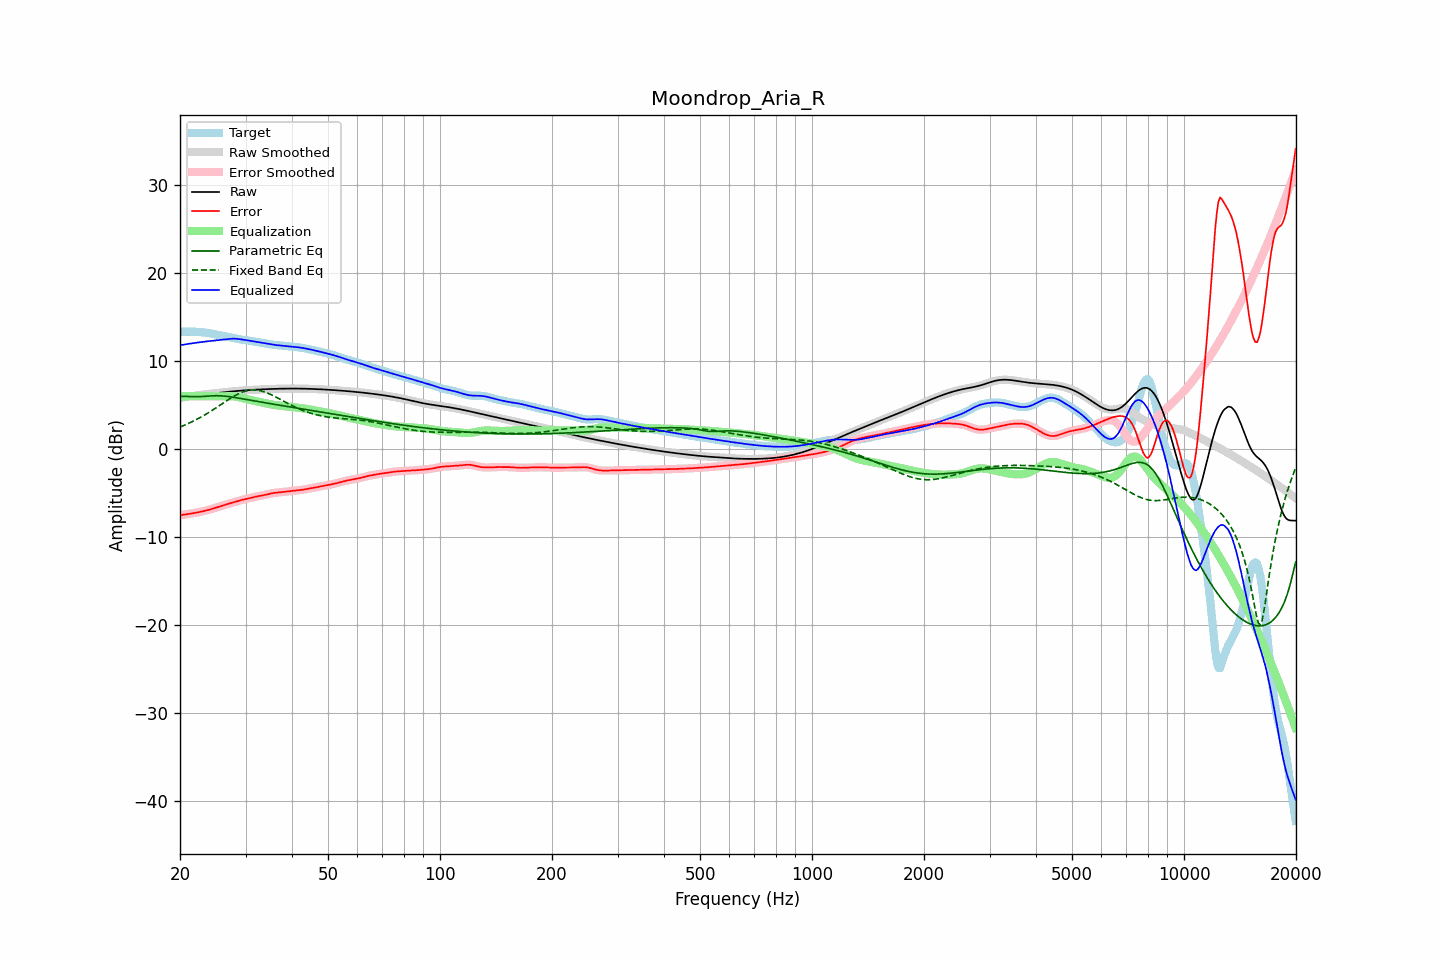 Moondrop_Aria_R
Target
Raw Smoothed
Error Smoothed
Raw
Error
Equalization
Parametric Eq
Fixed Band Eq
Equalized
Amplitude (dBr)
30
20
10
0
−10
−20
−30
−40
20
50
100
200
500
1000
2000
5000
10000
20000
Frequency (Hz)